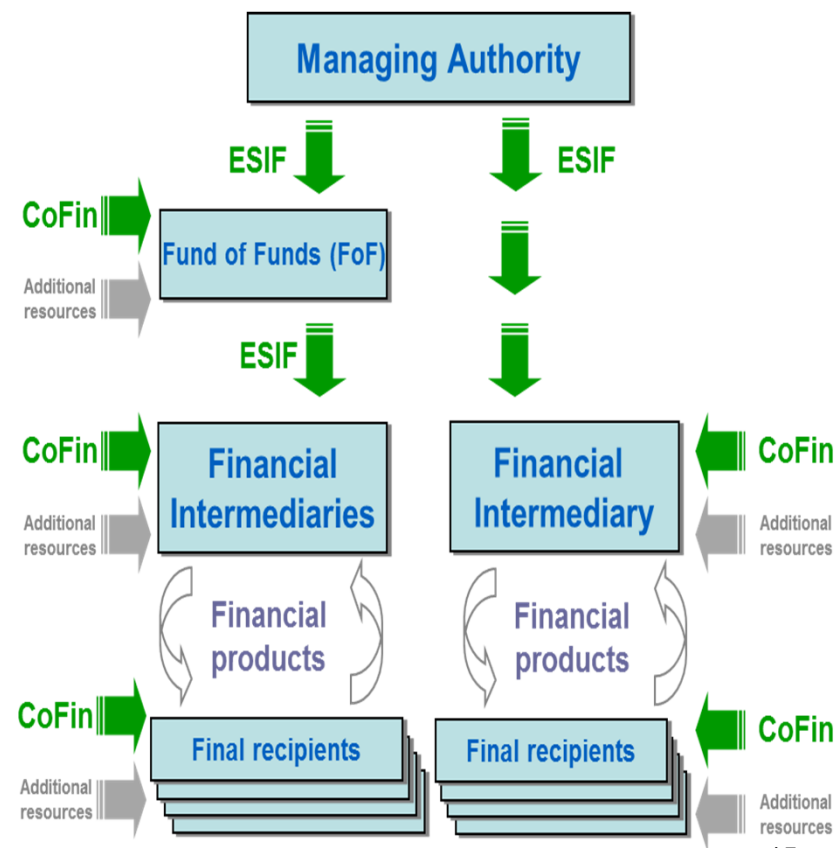 Managing Authority
ESIF
ESIF
CoFin
Fund of Funds (FoF)
Additional
resources
ESIF
CoFin
Financial
Intermediaries
Additional
resources
Financial
Intermediary
CoFin
Additional
resources
Financial
products
Financial
products
CoFin
Final recipients
Additional
resources
Final recipients
CoFin
Additional
resources